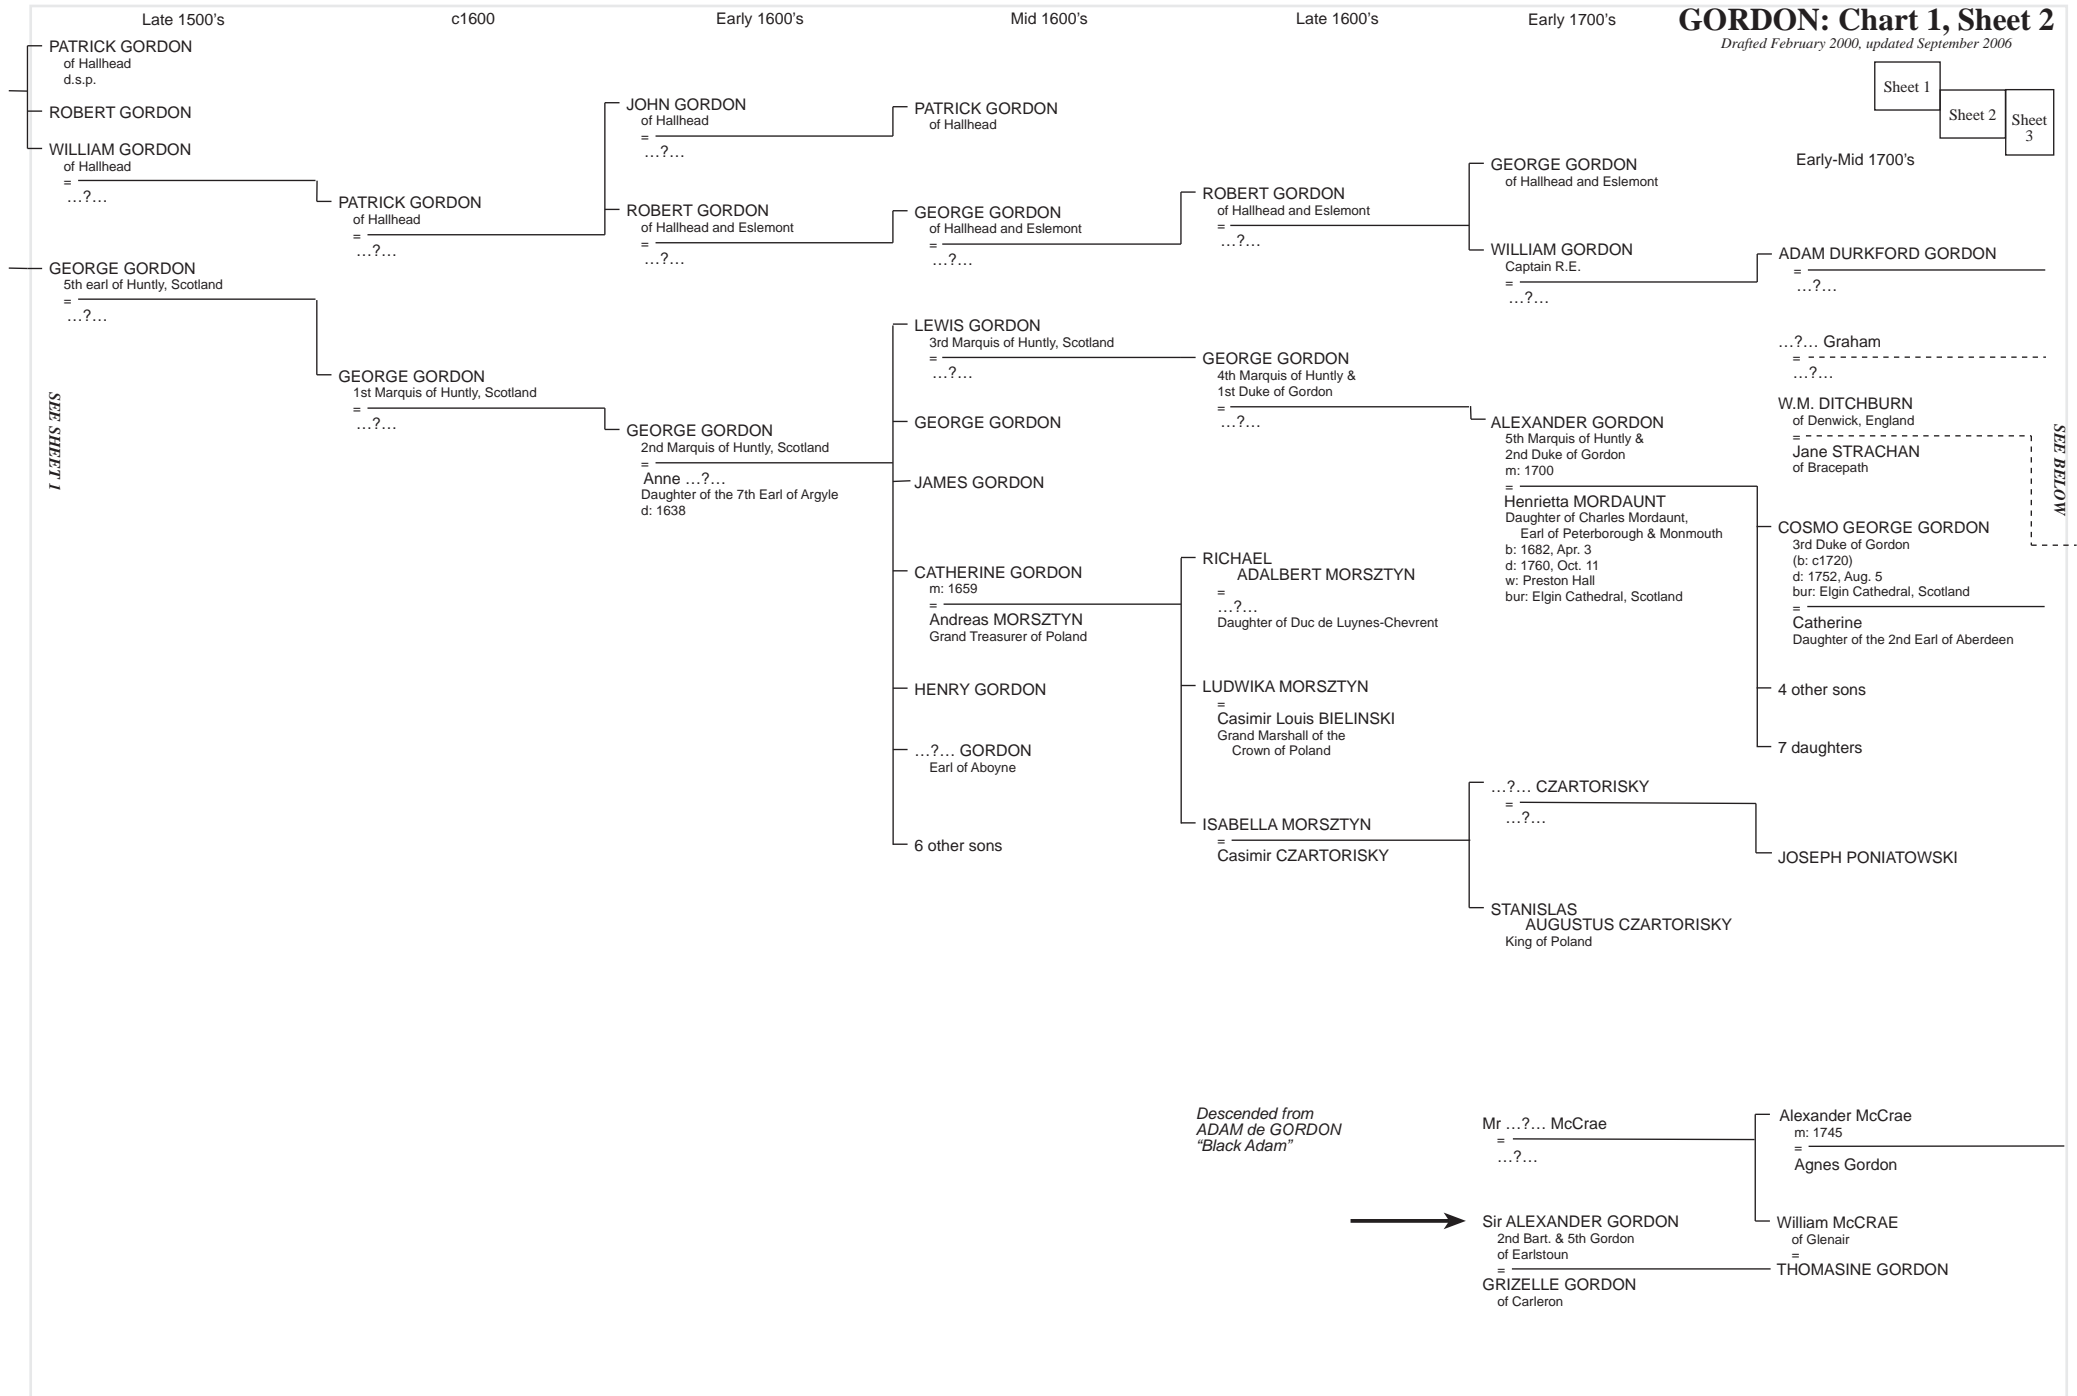 Late 1500's
c1600
Early 1600's
Mid 1600's
Late 1600's
Early 1700's
GORDON: Chart 1, Sheet 2
Drafted February 2000, updated September 2006
Sheet 1
Sheet 2
Sheet
3
Early-Mid 1700's
SEE SHEET 1
PATRICK GORDON
of Hallhead
d.s.p.
ROBERT GORDON
WILLIAM GORDON
of Hallhead
=
…?…
GEORGE GORDON
5th earl of Huntly, Scotland
=
…?…
PATRICK GORDON
of Hallhead
=
…?…
GEORGE GORDON
1st Marquis of Huntly, Scotland
=
…?…
JOHN GORDON
of Hallhead
=
…?…
ROBERT GORDON
of Hallhead and Eslemont
=
…?…
GEORGE GORDON
2nd Marquis of Huntly, Scotland
=
Anne …?…
Daughter of the 7th Earl of Argyle
d: 1638
PATRICK GORDON
of Hallhead
GEORGE GORDON
of Hallhead and Eslemont
=
…?…
LEWIS GORDON
3rd Marquis of Huntly, Scotland
=
…?…
GEORGE GORDON
JAMES GORDON
CATHERINE GORDON
m: 1659
=
Andreas MORSZTYN
Grand Treasurer of Poland
HENRY GORDON
…?… GORDON
Earl of Aboyne
6 other sons
ROBERT GORDON
of Hallhead and Eslemont
=
…?…
GEORGE GORDON
4th Marquis of Huntly &
1st Duke of Gordon
=
…?…
RICHAEL
ADALBERT MORSZTYN
=
…?…
Daughter of Duc de Luynes-Chevrent
LUDWIKA MORSZTYN
=
Casimir Louis BIELINSKI
Grand Marshall of the
Crown of Poland
ISABELLA MORSZTYN
=
Casimir CZARTORISKY
Descended from
ADAM de GORDON
“Black Adam”
GEORGE GORDON
of Hallhead and Eslemont
WILLIAM GORDON
Captain R.E.
=
…?…
ALEXANDER GORDON
5th Marquis of Huntly &
2nd Duke of Gordon
m: 1700
=
Henrietta MORDAUNT
Daughter of Charles Mordaunt,
Earl of Peterborough & Monmouth
b: 1682, Apr. 3
d: 1760, Oct. 11
w: Preston Hall
bur: Elgin Cathedral, Scotland
…?… CZARTORISKY
=
…?…
STANISLAS
AUGUSTUS CZARTORISKY
King of Poland
Mr …?… McCrae
=
…?…
Sir ALEXANDER GORDON
2nd Bart. & 5th Gordon
of Earlstoun
=
GRIZELLE GORDON
of Carleron
ADAM DURKFORD GORDON
=
…?…
…?… Graham
=
…?…
W.M. DITCHBURN
of Denwick, England
=
Jane STRACHAN
of Bracepath
SEE BELOW
COSMO GEORGE GORDON
3rd Duke of Gordon
(b: c1720)
d: 1752, Aug. 5
bur: Elgin Cathedral, Scotland
=
Catherine
Daughter of the 2nd Earl of Aberdeen
4 other sons
7 daughters
JOSEPH PONIATOWSKI
Alexander McCrae
m: 1745
=
Agnes Gordon
William McCRAE
of Glenair
=
THOMASINE GORDON